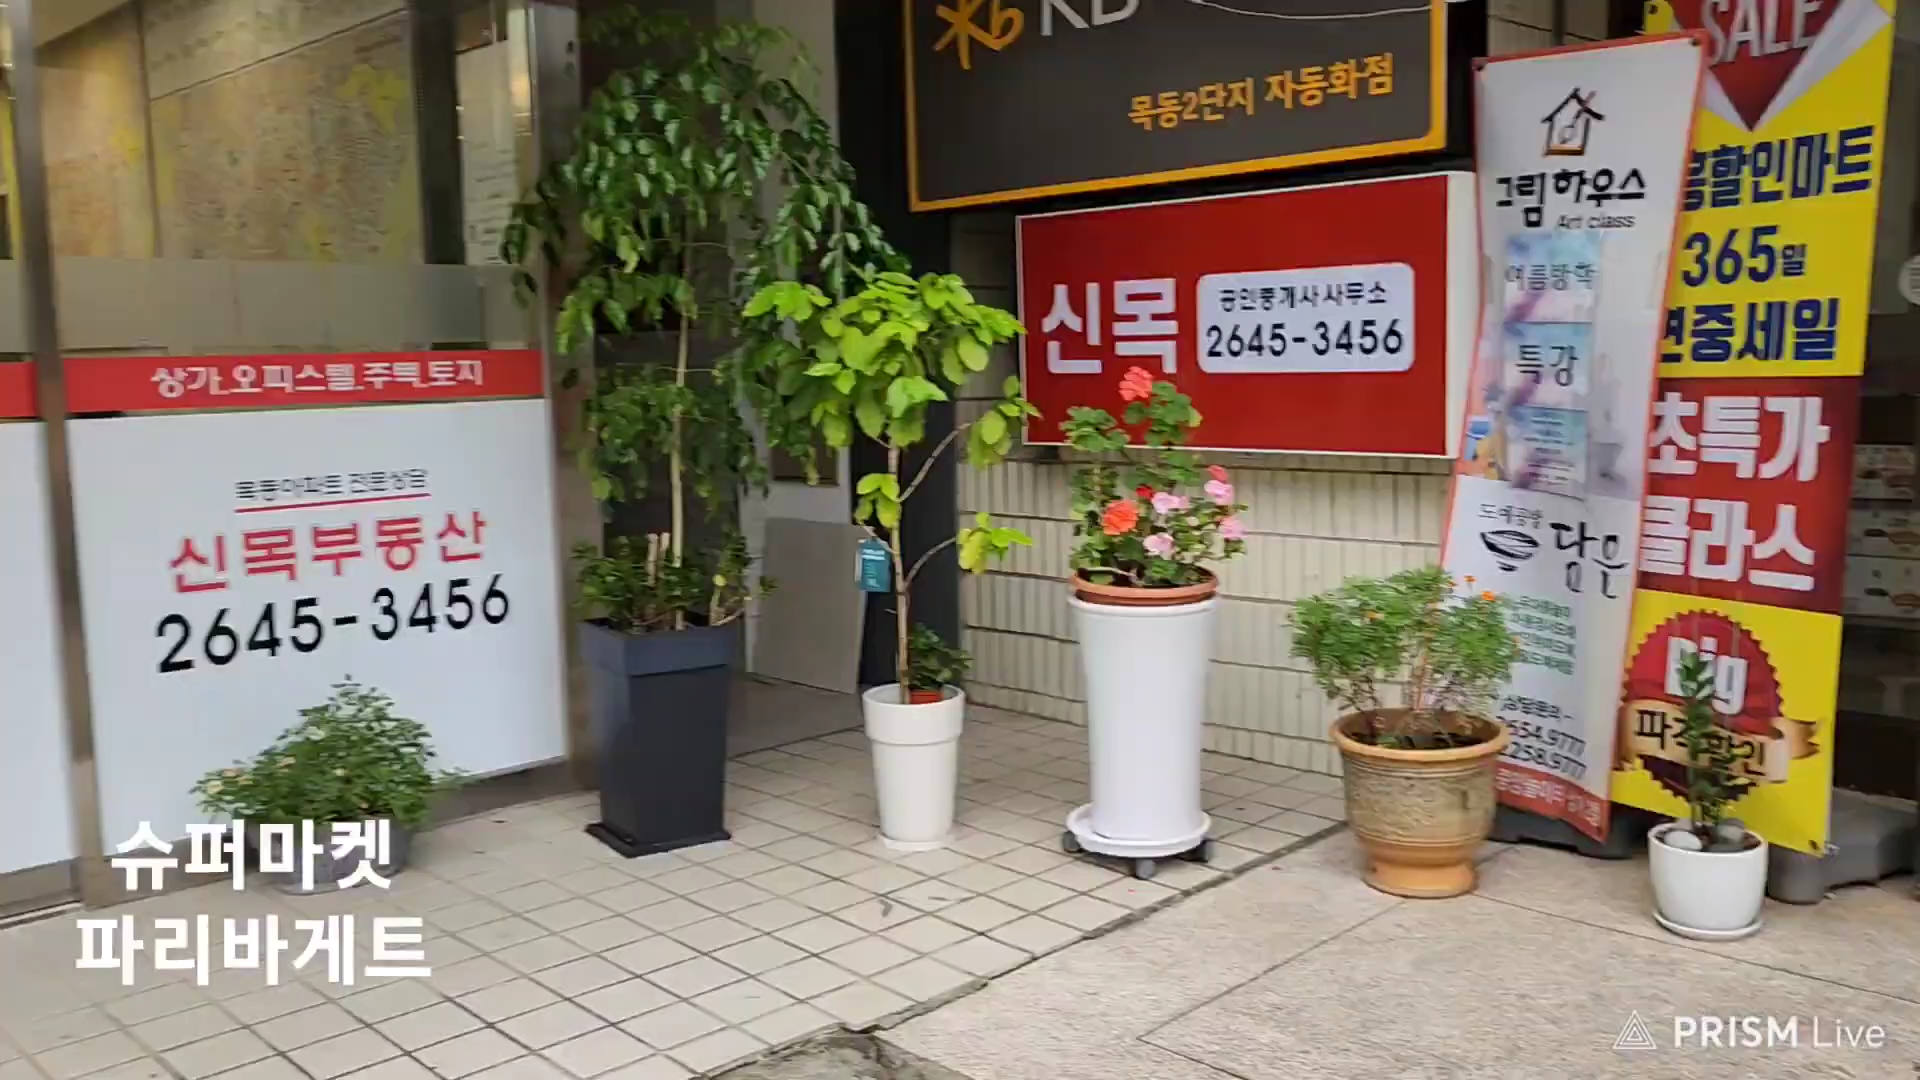 KB
목동2단지 자동화점
신목
공인중개사사무소
2645-3456
상가.오피스텔.주택.토지
목동아파트 전문상담
신목부동산
2645-3456
그림하우스
Art class
여름방학
특강
도예공방
담은
SALE
할인마트
365일
연중세일
초특가
클라스
Big
파격할인
슈퍼마켓
파리바게트
PRISM Live